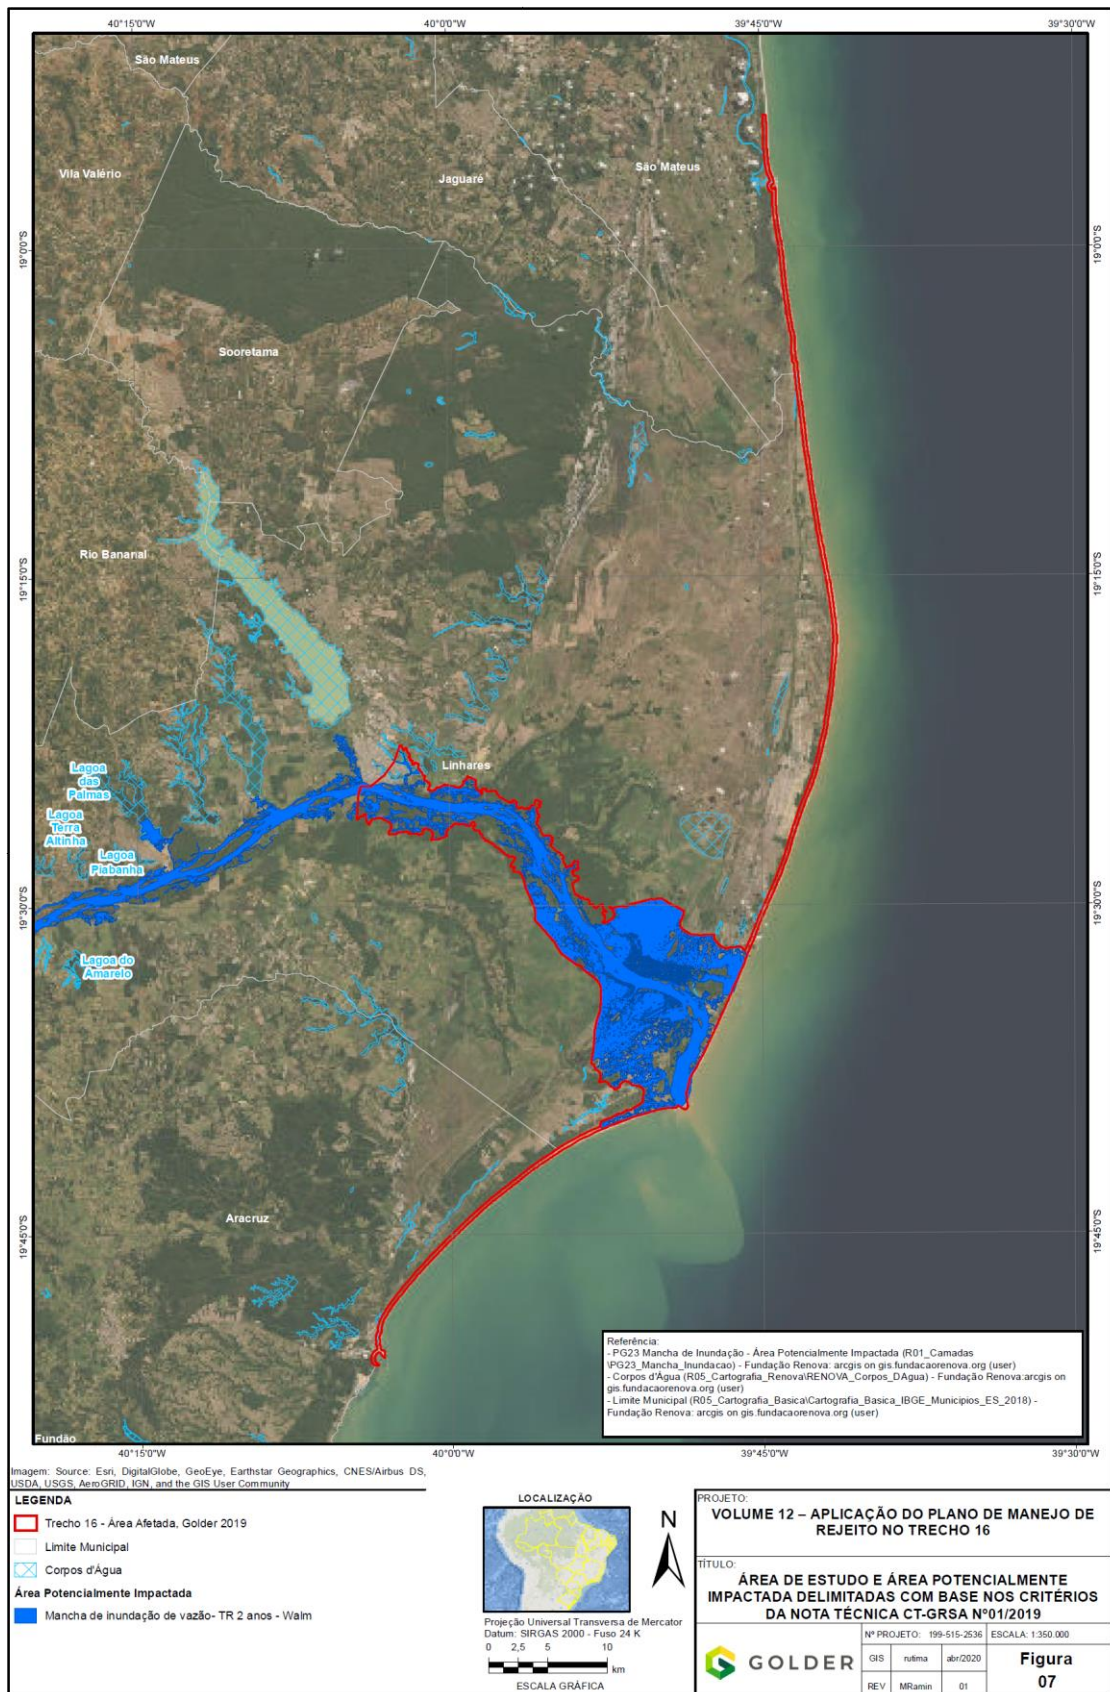 40°15'0"W
40°0'0"W
39°45'0"W
39°30'0"W
São Mateus
Vila Valério
Jaguaré
São Mateus
19°0'0"S
19°0'0"S
Sooretama
Rio Bananal
19°15'0"S
19°15'0"S
Linhares
Lagoa
das
Palmas
Lagoa
Terra
Altinha
Lagoa
Piabanha
19°30'0"S
19°30'0"S
Lagoa do
Amarelo
Aracruz
19°45'0"S
19°45'0"S
Fundão
Referência:
- PG23 Mancha de Inundação - Área Potencialmente Impactada (R01_Camadas
\PG23_Mancha_Inundacao) - Fundação Renova: arcgis on gis.fundacaorenova.org (user)
- Corpos d'Água (R05_Cartografia_Renova\RENOVA_Corpos_DAgua) - Fundação Renova:arcgis on
gis.fundacaorenova.org (user)
- Limite Municipal (R05_Cartografia_Basica\Cartografia_Basica_IBGE_Municipios_ES_2018) -
Fundação Renova: arcgis on gis.fundacaorenova.org (user)
40°15'0"W
40°0'0"W
39°45'0"W
39°30'0"W
Imagem: Source: Esri, DigitalGlobe, GeoEye, Earthstar Geographics, CNES/Airbus DS,
USDA, USGS, AeroGRID, IGN, and the GIS User Community
LEGENDA
Trecho 16 - Área Afetada, Golder 2019
Limite Municipal
Corpos d'Água
Área Potencialmente Impactada
Mancha de inundação de vazão- TR 2 anos - Walm
LOCALIZAÇÃO
N
Projeção Universal Transversa de Mercator
Datum: SIRGAS 2000 - Fuso 24 K
0 2,5 5 10
km
ESCALA GRÁFICA
PROJETO:
VOLUME 12 – APLICAÇÃO DO PLANO DE MANEJO DE
REJEITO NO TRECHO 16
TÍTULO:
ÁREA DE ESTUDO E ÁREA POTENCIALMENTE
IMPACTADA DELIMITADAS COM BASE NOS CRITÉRIOS
DA NOTA TÉCNICA CT-GRSA Nº01/2019
GOLDER
Nº PROJETO: 199-515-2536 ESCALA: 1:350.000
GIS rutima abr/2020
REV MRamin 01
Figura
07